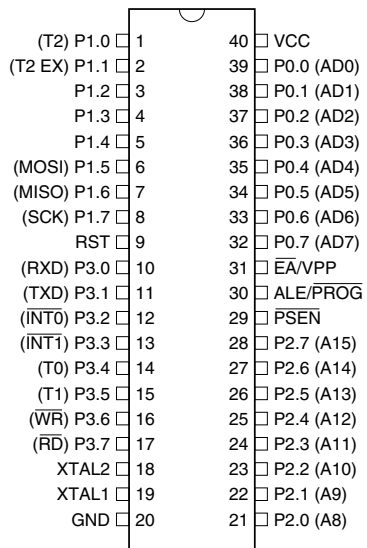 (T2) P1.0 1 40 VCC
(T2 EX) P1.1 2 39 P0.0 (AD0)
P1.2 3 38 P0.1 (AD1)
P1.3 4 37 P0.2 (AD2)
P1.4 5 36 P0.3 (AD3)
(MOSI) P1.5 6 35 P0.4 (AD4)
(MISO) P1.6 7 34 P0.5 (AD5)
(SCK) P1.7 8 33 P0.6 (AD6)
RST 9 32 P0.7 (AD7)
(RXD) P3.0 10 31 E̅A̅/VPP
(TXD) P3.1 11 30 ALE/P̅R̅O̅G̅
(I̅N̅T̅0̅) P3.2 12 29 P̅S̅E̅N̅
(I̅N̅T̅1̅) P3.3 13 28 P2.7 (A15)
(T0) P3.4 14 27 P2.6 (A14)
(T1) P3.5 15 26 P2.5 (A13)
(W̅R̅) P3.6 16 25 P2.4 (A12)
(R̅D̅) P3.7 17 24 P2.3 (A11)
XTAL2 18 23 P2.2 (A10)
XTAL1 19 22 P2.1 (A9)
GND 20 21 P2.0 (A8)